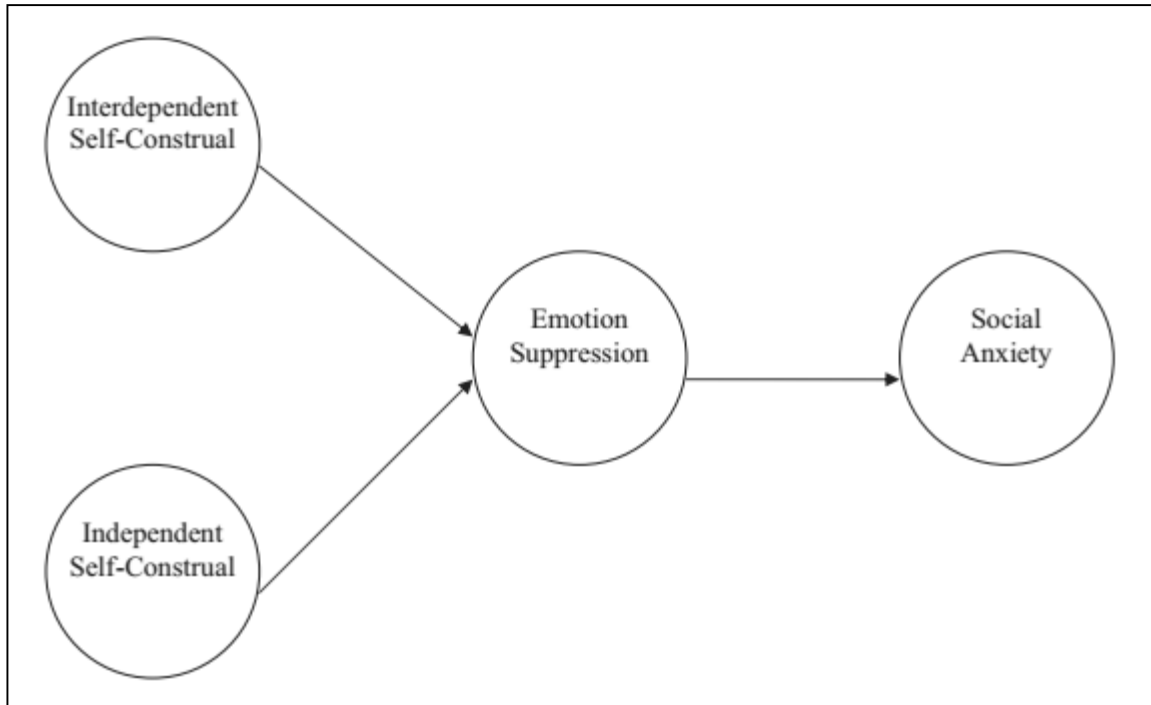 Interdependent
Self-Construal
Emotion
Suppression
Social
Anxiety
Independent
Self-Construal